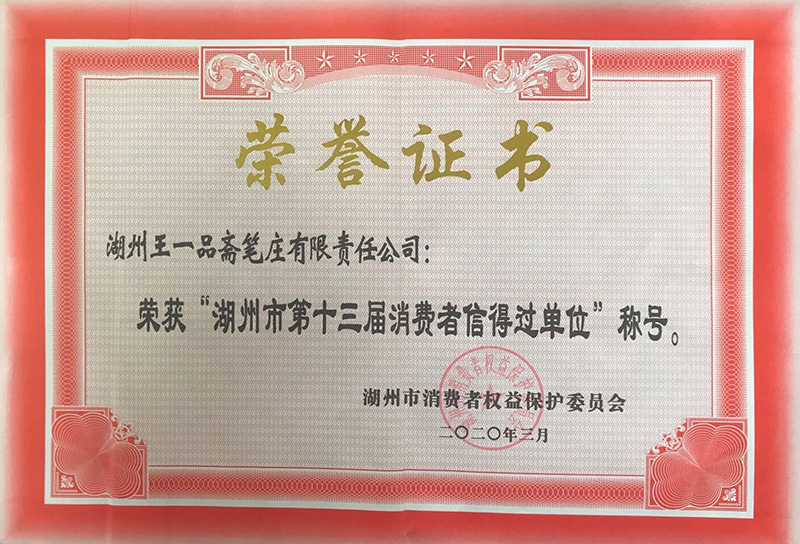 荣誉证书
湖州王一品斋笔庄有限责任公司：
荣获“湖州市第十三届消费者信得过单位”称号。
湖州市消费者权益保护委员会
二〇二〇年三月